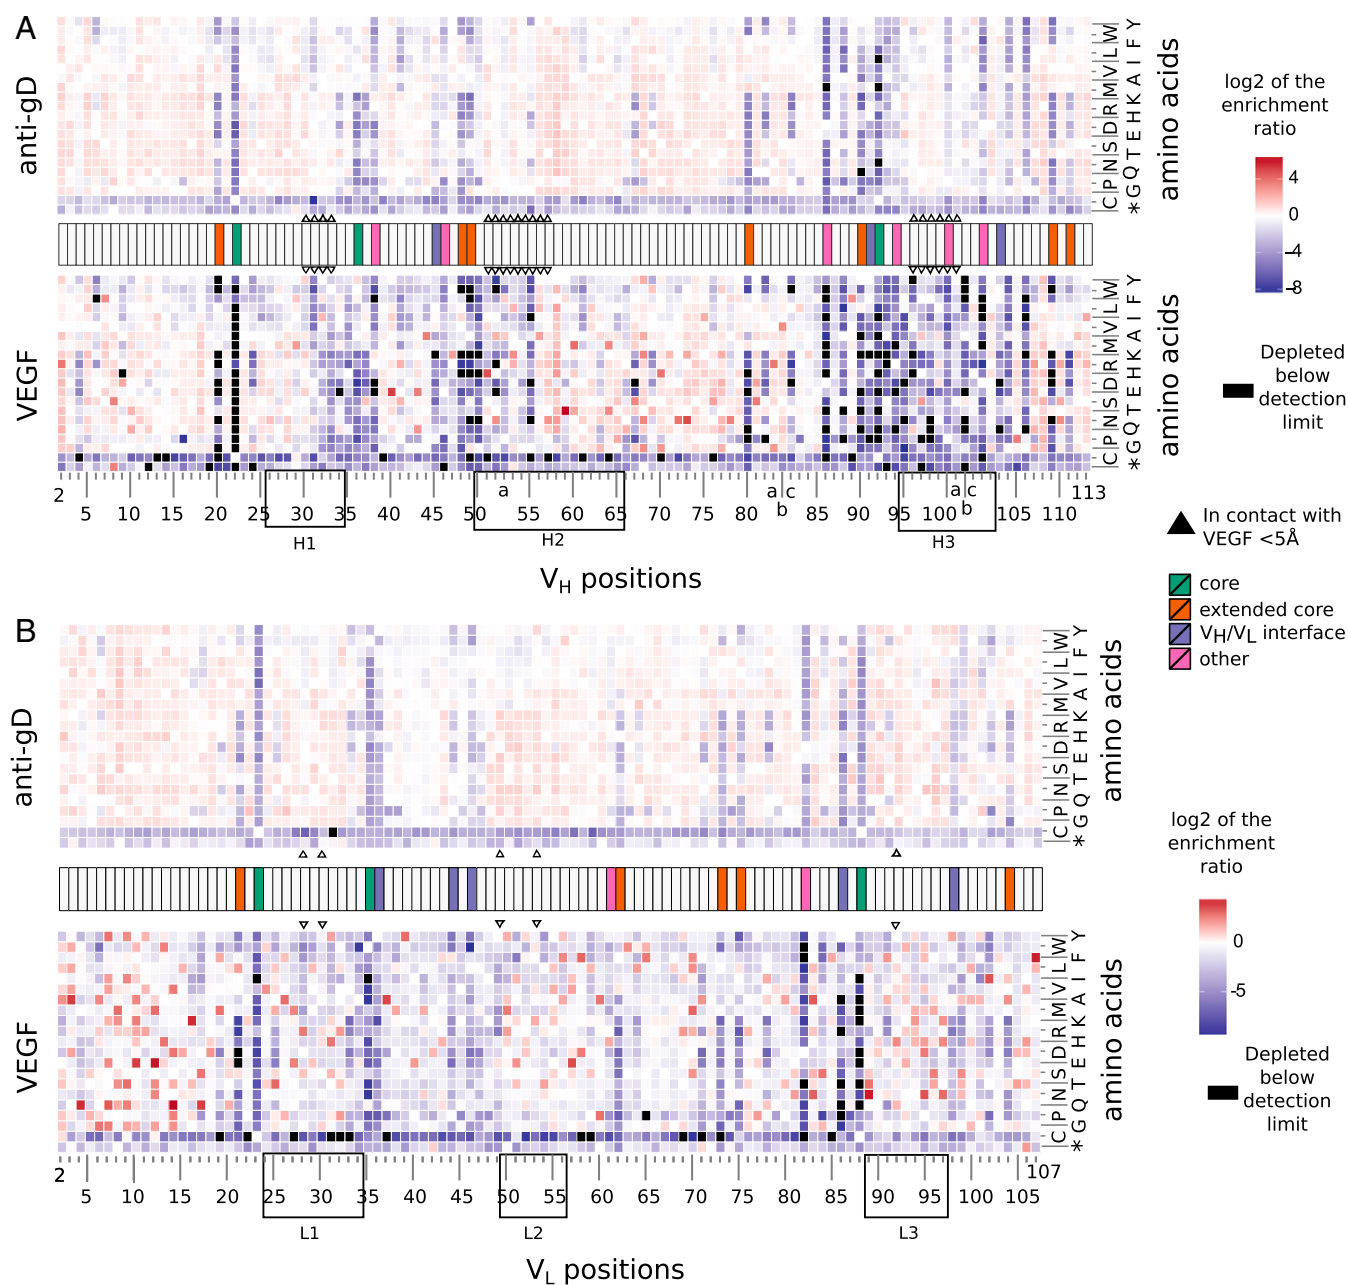 A
anti-gD
Y
W
F
L
I
V
A
M
K
R
H
D
E
S
T
N
Q
P
G
C
*
amino acids
log2 of the
enrichment
ratio
4
0
-4
-8
VEGF
Y
W
F
L
I
V
A
M
K
R
H
D
E
S
T
N
Q
P
G
C
*
amino acids
Depleted
below
detection
limit
2 a a c a c 113
5 10 15 20 25 30 35 40 45 50 55 60 65 70 75 80 b 85 90 95 100 b 105 110
H1 H2 H3
VH positions
In contact with
VEGF <5Å
core
extended core
VH/VL interface
other
B
anti-gD
Y
W
F
L
I
V
A
M
K
R
H
D
E
S
T
N
Q
P
G
C
*
amino acids
log2 of the
enrichment
ratio
0
-5
VEGF
Y
W
F
L
I
V
A
M
K
R
H
D
E
S
T
N
Q
P
G
C
*
amino acids
Depleted
below
detection
limit
2 107
5 10 15 20 25 30 35 40 45 50 55 60 65 70 75 80 85 90 95 100 105
L1 L2 L3
VL positions